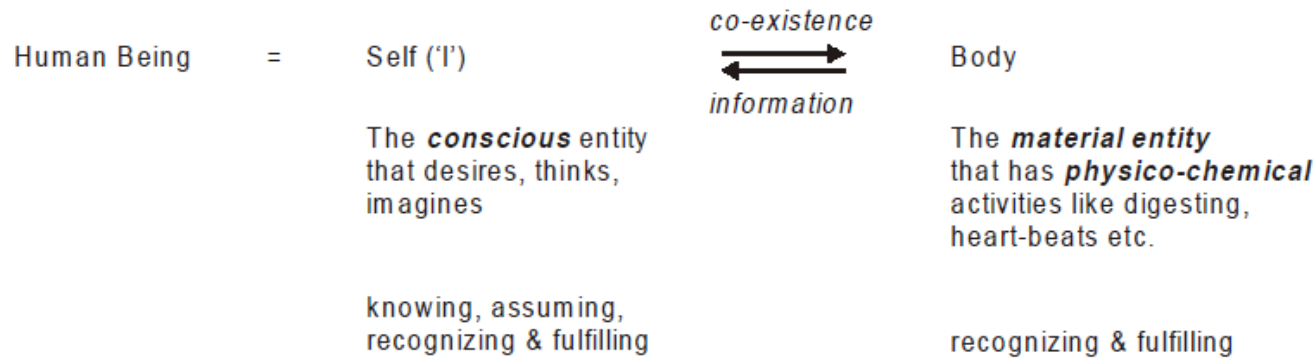 co-existence
Human Being = Self (‘I’) Body
information
The conscious entity
that desires, thinks,
imagines
The material entity
that has physico-chemical
activities like digesting,
heart-beats etc.
knowing, assuming,
recognizing & fulfilling
recognizing & fulfilling